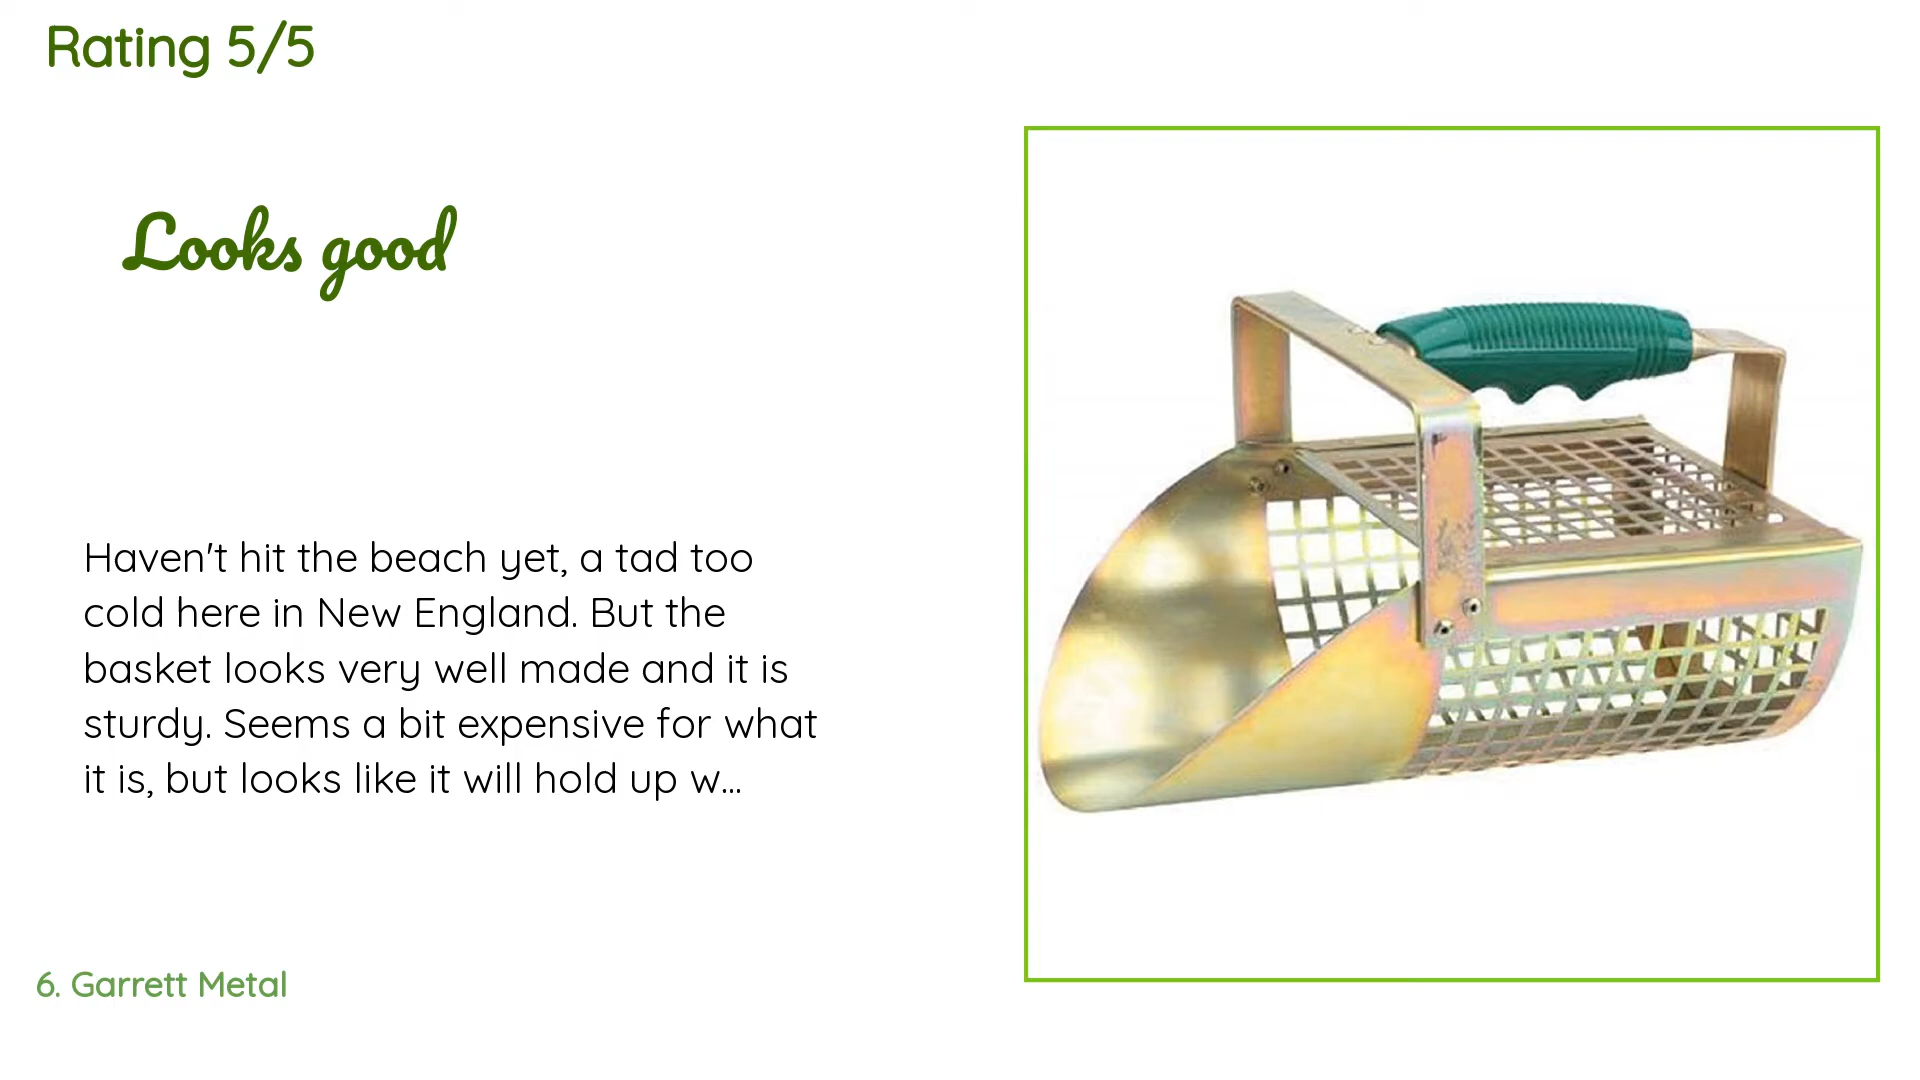 Rating 5/5
Looks good
Haven't hit the beach yet, a tad too
cold here in New England. But the
basket looks very well made and it is
sturdy. Seems a bit expensive for what
it is, but looks like it will hold up w...
6. Garrett Metal